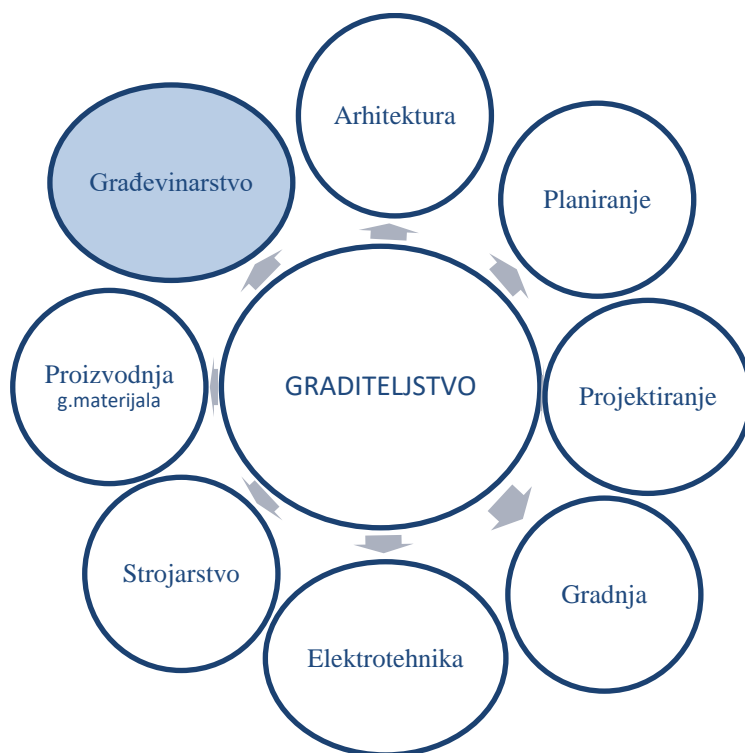 Arhitektura
Građevinarstvo
Planiranje
Proizvodnja
g.materijala
GRADITELJSTVO
Projektiranje
Strojarstvo
Gradnja
Elektrotehnika